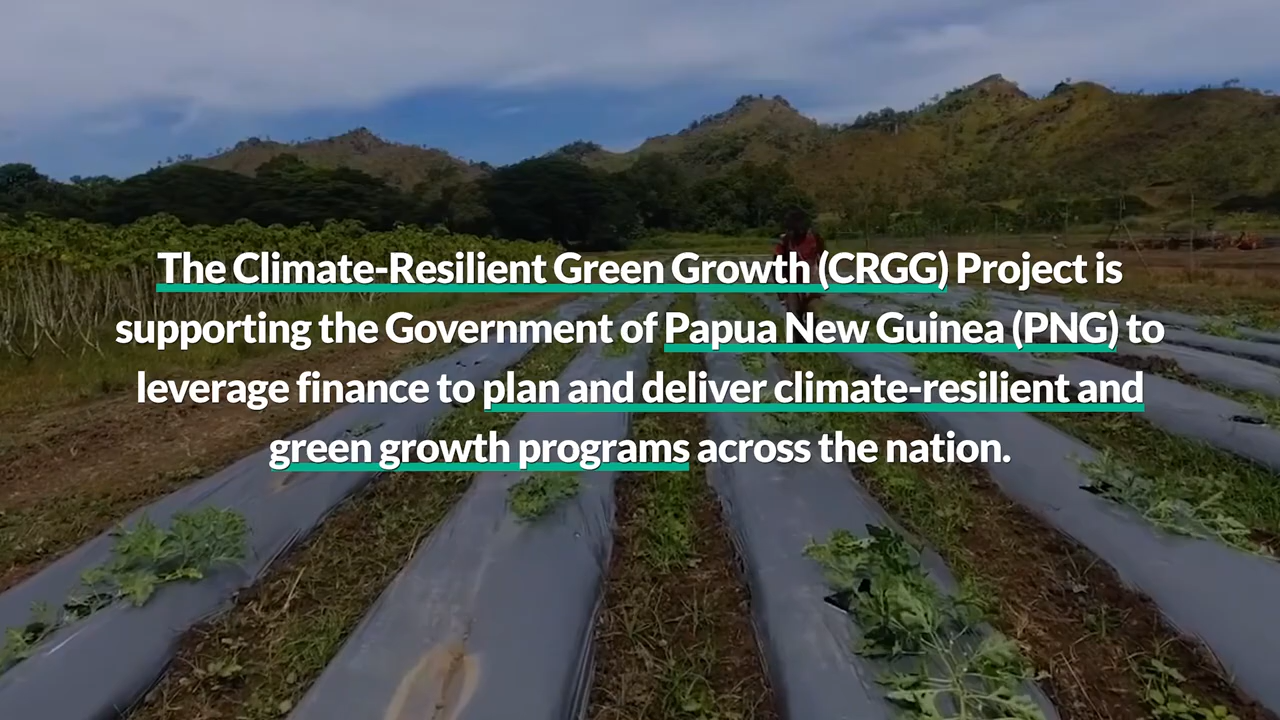 The Climate-Resilient Green Growth (CRGG) Project is
supporting the Government of Papua New Guinea (PNG) to
leverage finance to plan and deliver climate-resilient and
green growth programs across the nation.